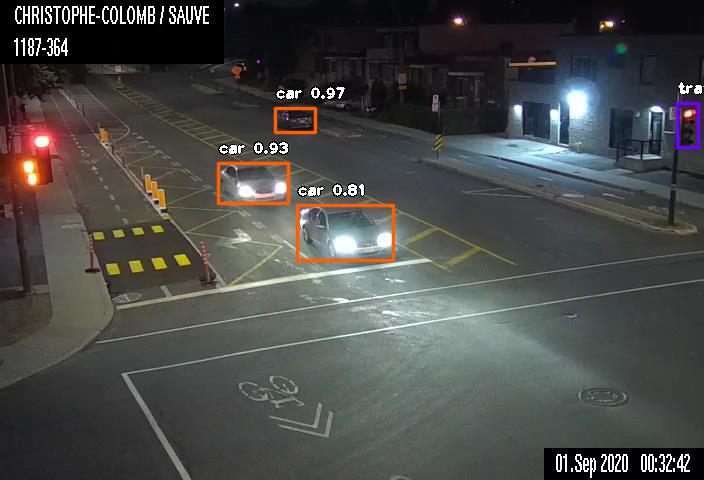 CHRISTOPHE-COLOMB / SAUVE
1187-364
car 0.97
tra
car 0.93
car 0.81
01.Sep 2020 00:32:42